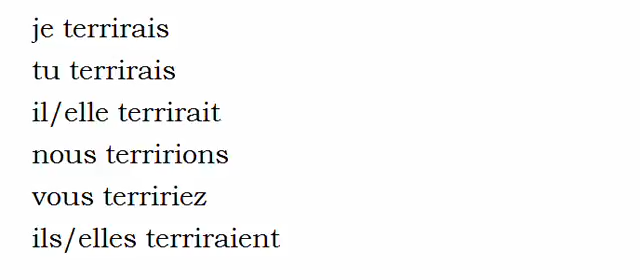 je terrirais
tu terrirais
il/elle terrirait
nous terririons
vous terririez
ils/elles terriraient